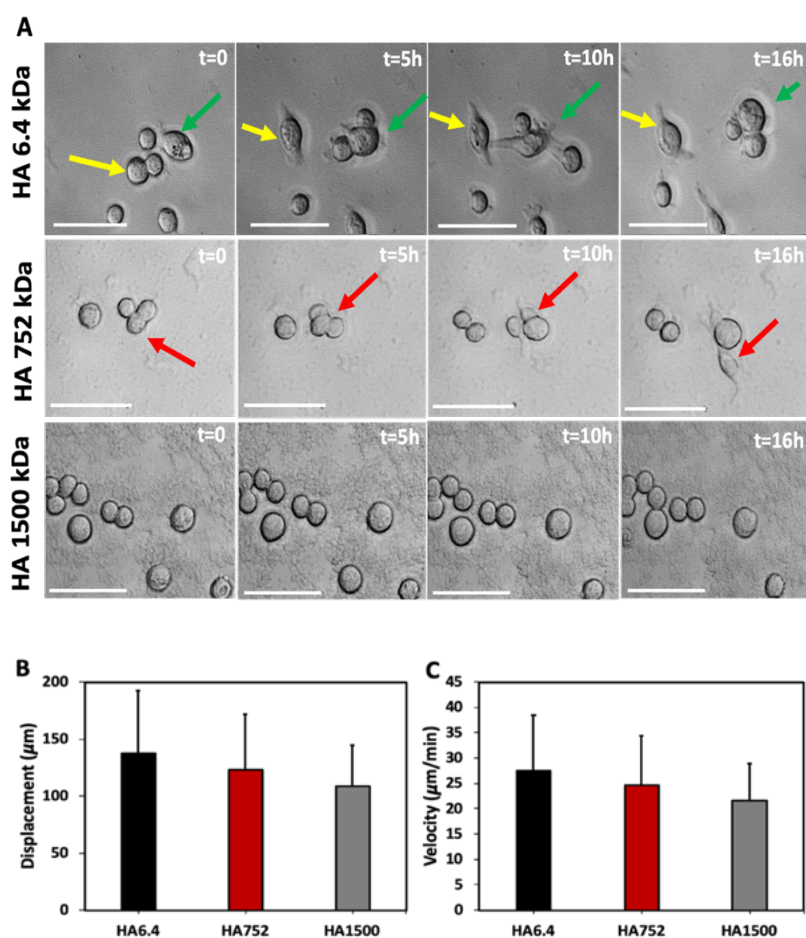 A
HA 6.4 kDa
t=0
t=5h
t=10h
t=16h
HA 752 kDa
t=0
t=5h
t=10h
t=16h
HA 1500 kDa
t=0
t=5h
t=10h
t=16h
B
Displacement (µm)
200
150
100
50
0
HA6.4
HA752
HA1500
C
Velocity (µm/min)
45
40
35
30
25
20
15
10
5
0
HA6.4
HA752
HA1500